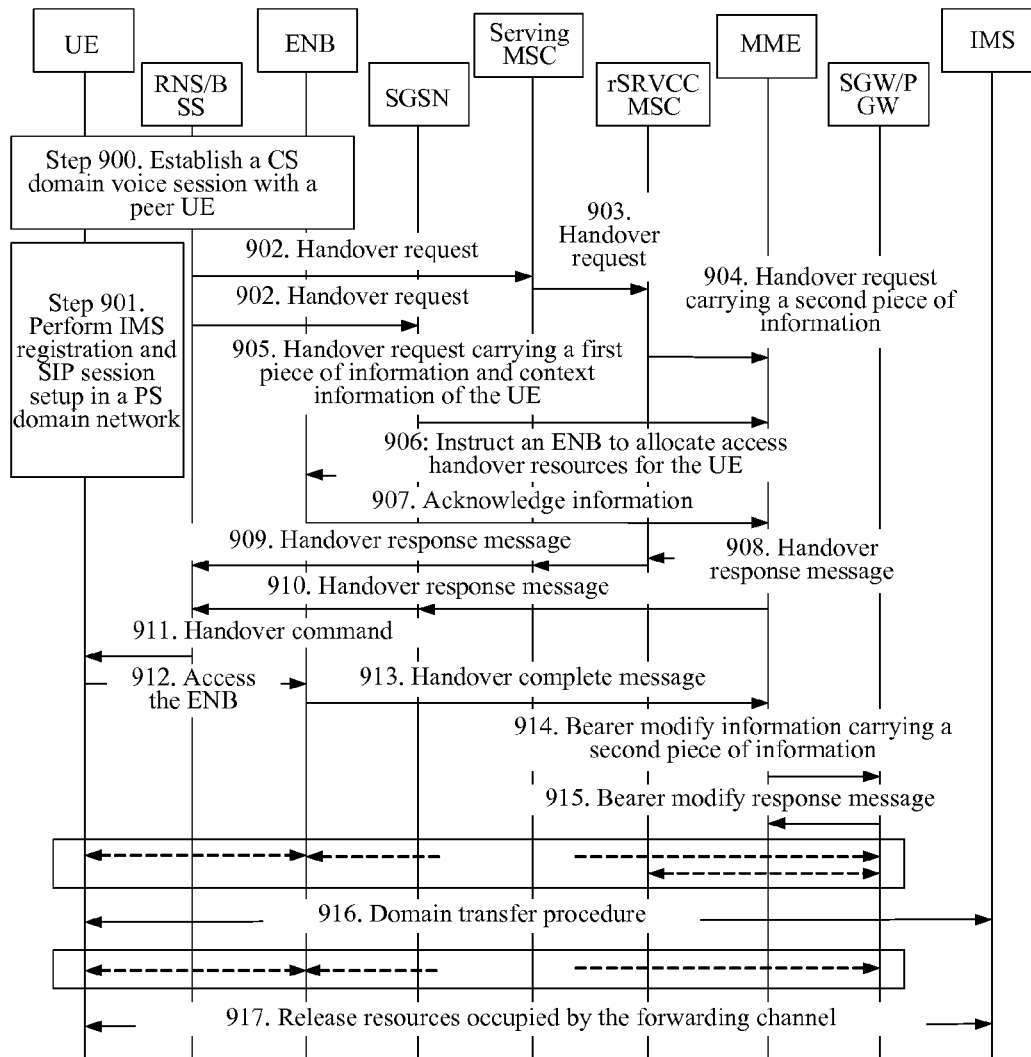 UE
ENB
Serving
MSC
MME
IMS
RNS/B
SS
SGSN
rSRVCC
MSC
SGW/P
GW
Step 900. Establish a CS
domain voice session with a
peer UE
903.
Handover
request
902. Handover request
904. Handover request
carrying a second piece of
information
Step 901.
Perform IMS
registration and
SIP session
setup in a PS
domain network
902. Handover request
905. Handover request carrying a first
piece of information and context
information of the UE
906: Instruct an ENB to allocate access
handover resources for the UE
907. Acknowledge information
909. Handover response message
908. Handover
response message
910. Handover response message
911. Handover command
912. Access
the ENB
913. Handover complete message
914. Bearer modify information carrying a
second piece of information
915. Bearer modify response message
916. Domain transfer procedure
917. Release resources occupied by the forwarding channel